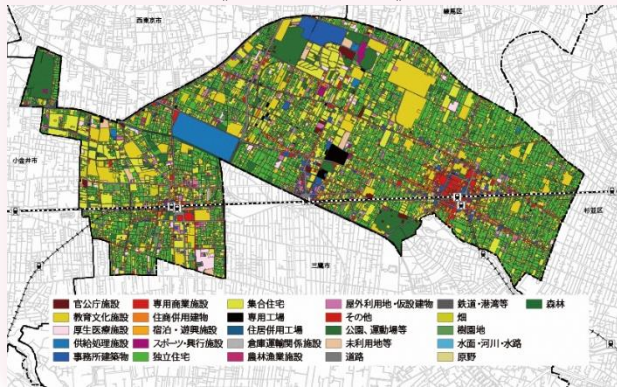 西東京市
練馬区
小金井市
杉並区
三鷹市
官公庁施設
教育文化施設
厚生医療施設
供給処理施設
事務所建築物
専用商業施設
住商併用建物
宿泊・遊興施設
スポーツ・興行施設
独立住宅
集合住宅
専用工場
住居併用工場
倉庫運輸関係施設
農林漁業施設
屋外利用地・仮設建物
その他
公園、運動場等
未利用地等
道路
鉄道・港湾等
畑
樹園地
水面・河川・水路
原野
森林